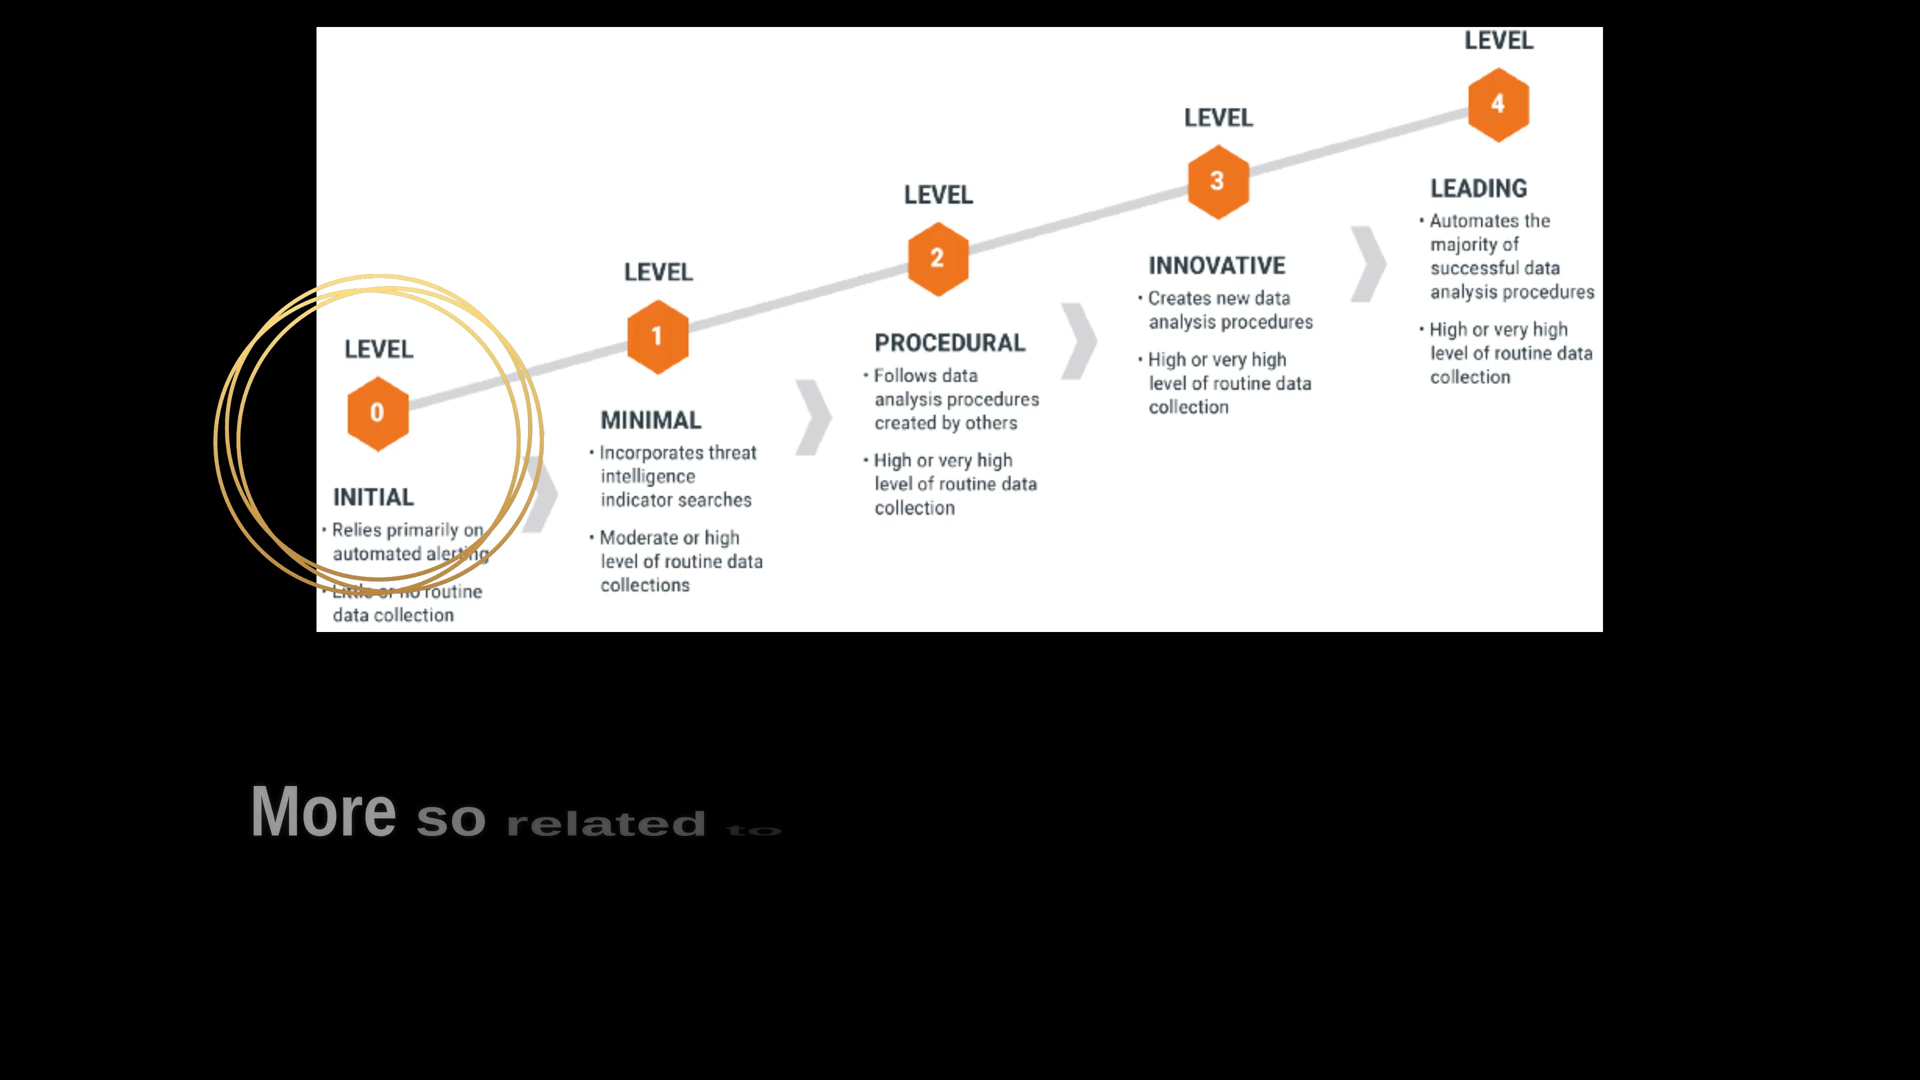 LEVEL
0
INITIAL
• Relies primarily on
automated alerting
• Little or no routine
data collection
LEVEL
1
MINIMAL
• Incorporates threat
intelligence
indicator searches
• Moderate or high
level of routine data
collections
LEVEL
2
PROCEDURAL
• Follows data
analysis procedures
created by others
• High or very high
level of routine data
collection
LEVEL
3
INNOVATIVE
• Creates new data
analysis procedures
• High or very high
level of routine data
collection
LEVEL
4
LEADING
• Automates the
majority of
successful data
analysis procedures
• High or very high
level of routine data
collection
More so related to